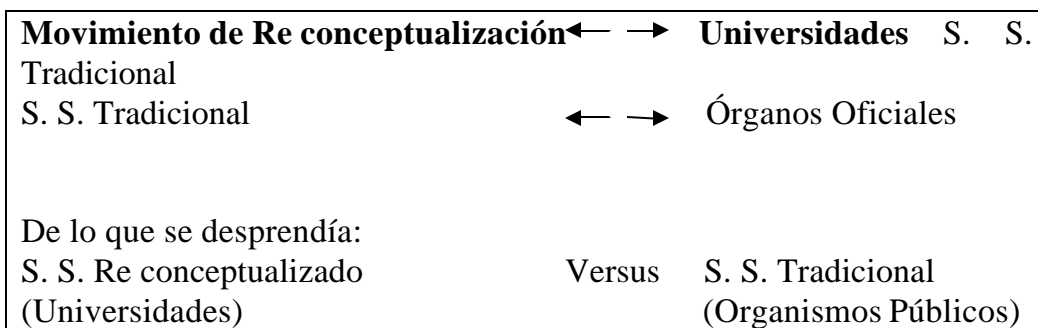 Movimiento de Re conceptualización Universidades S. S.
Tradicional
S. S. Tradicional Órganos Oficiales
De lo que se desprendía:
S. S. Re conceptualizado Versus S. S. Tradicional
(Universidades) (Organismos Públicos)